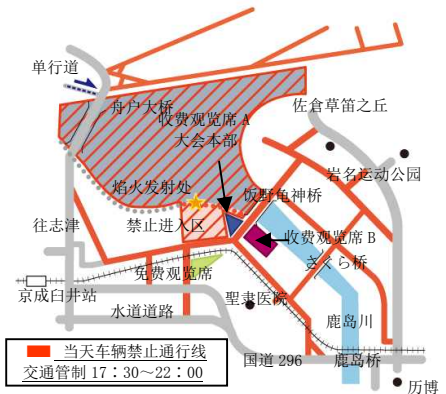 单行道
舟户大桥
收费观览席 A
大会本部
佐倉草笛之丘
岩名运动公园
焰火发射处
饭野龟神桥
往志津
禁止进入区
收费观览席 B
さくら桥
免费观览席
京成臼井站
水道道路
聖隶医院
鹿岛川
国道 296
鹿岛桥
历博
当天车辆禁止通行线
交通管制 17：30～22：00